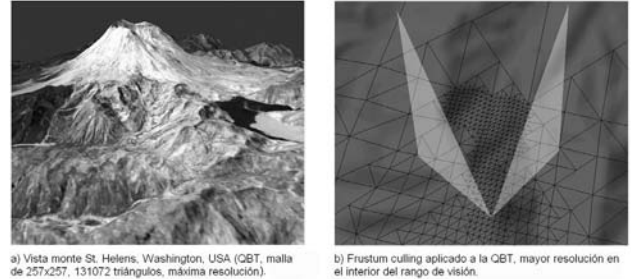 a) Vista monte St. Helens, Washington, USA (QBT, malla
de 257x257, 131072 triángulos, máxima resolución).
b) Frustum culling aplicado a la QBT, mayor resolución en
el interior del rango de visión.